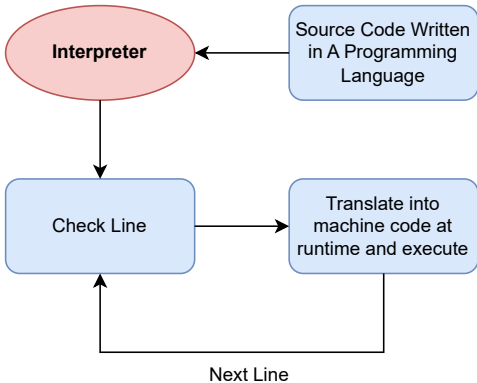 Interpreter
Source Code Written
in A Programming
Language
Check Line
Translate into
machine code at
runtime and execute
Next Line